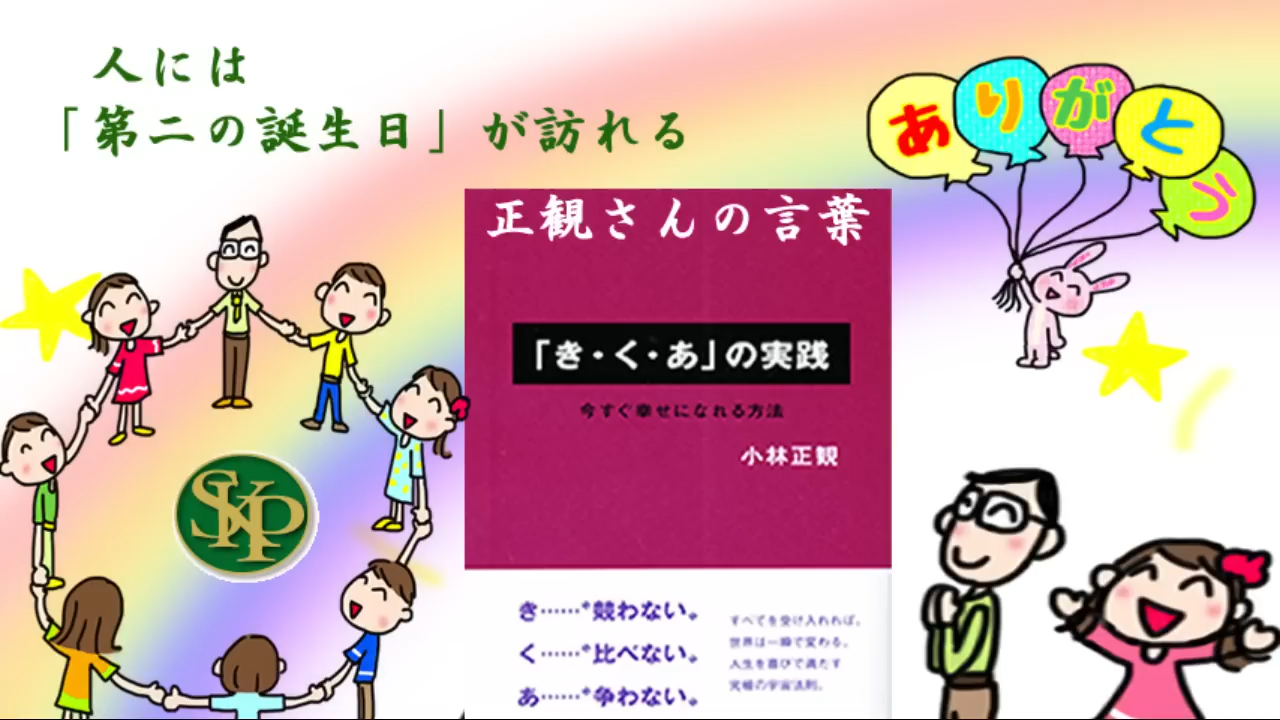 人には
「第二の誕生日」が訪れる
ありがとう
正観さんの言葉
「き・く・あ」の実践
今すぐ幸せになれる方法
小林正観
SKP
き……*競わない。
く……*比べない。
あ……*争わない。
すべてを受け入れれば、
世界は一瞬で変わる。
人生を喜びで満たす
究極の宇宙法則。